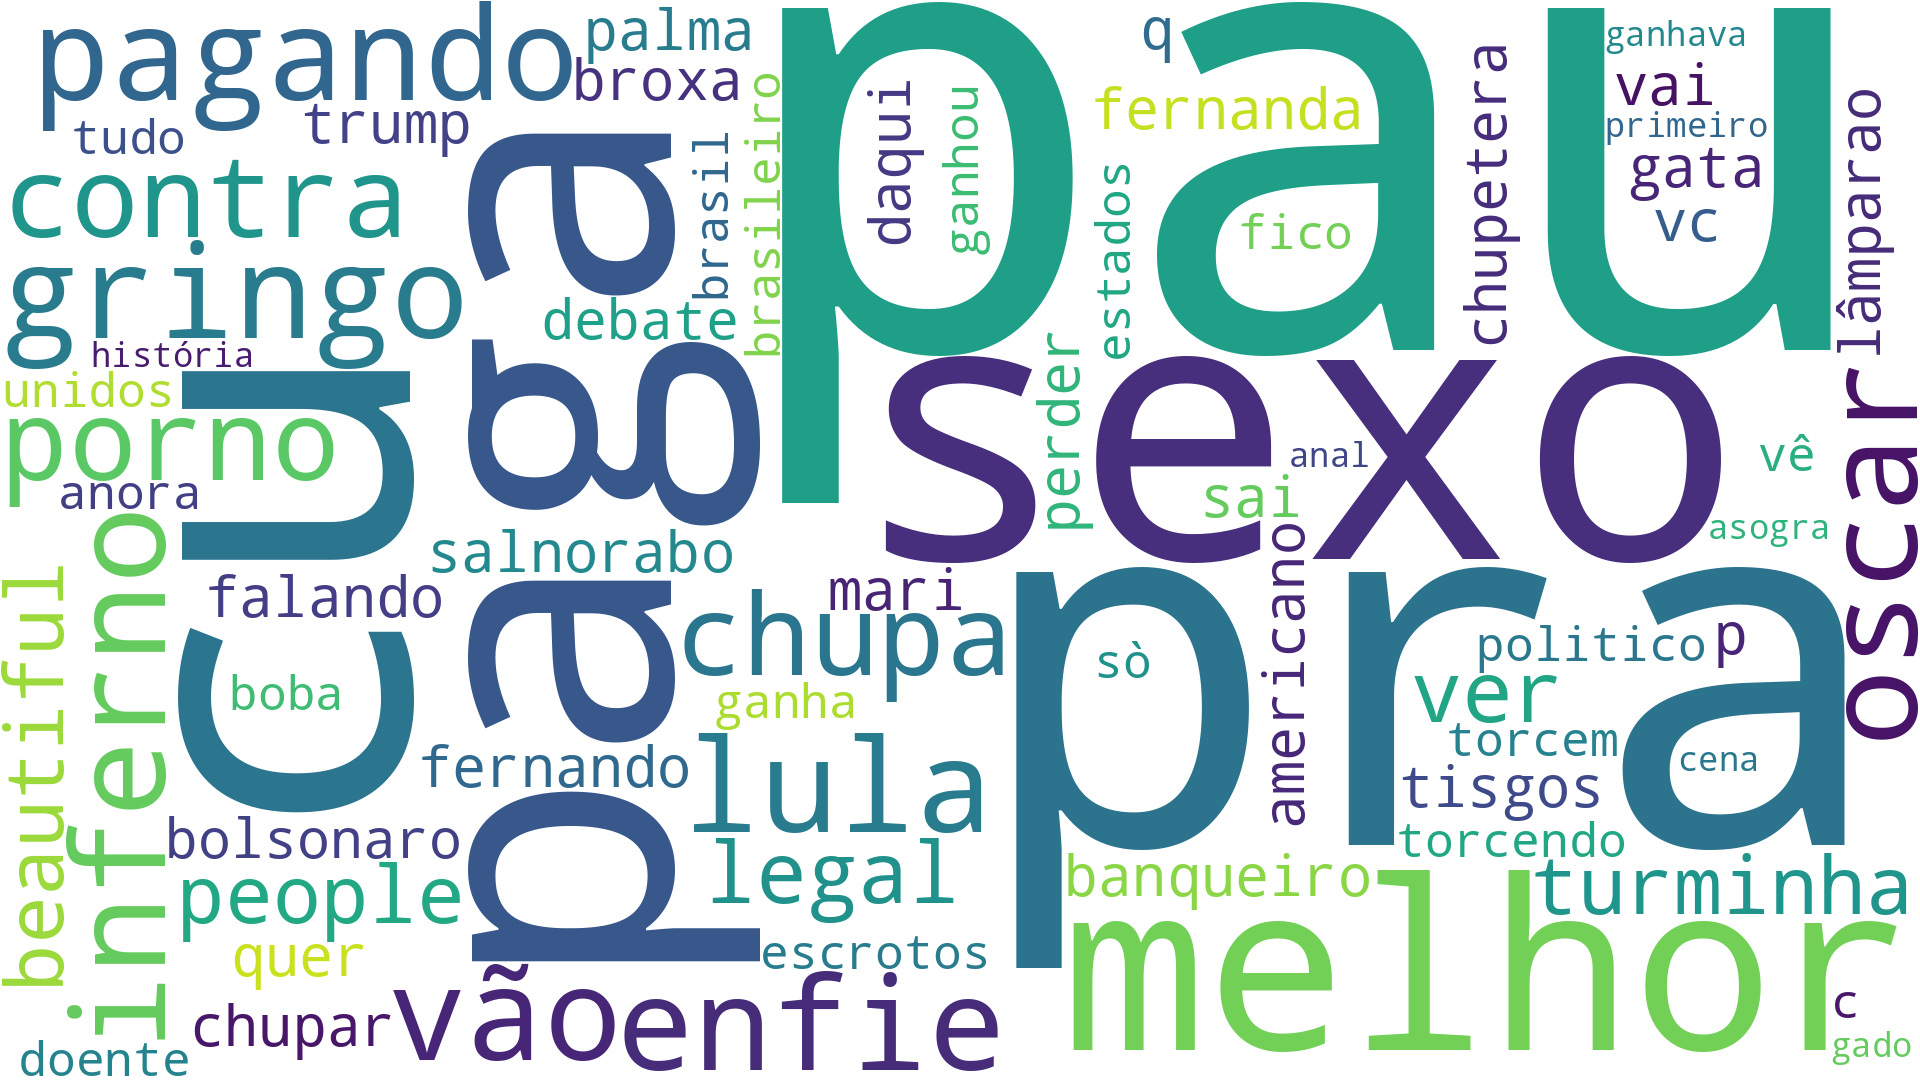 pagando
palma
broxa
trump
tudo
contra
gringo
história
unidos
porno
anora
inferno
beautiful
doente
cu
paga
pau
sexo
pra
melhor
brasil
brasileiro
debate
daqui
ganhou
q
fernanda
estados
fico
chupetera
ganhava
vai
primeiro
gata
vc
lâmparao
oscar
perder
anal
sai
vê
asogra
americano
salnorabo
falando
mari
chupa
boba
ganha
sò
politico
p
ver
torcem
cena
tisgos
torcendo
fernando
lula
bolsonaro
people
legal
banqueiro
turminha
quer
escrotos
chupar
vão
enfie
c
gado